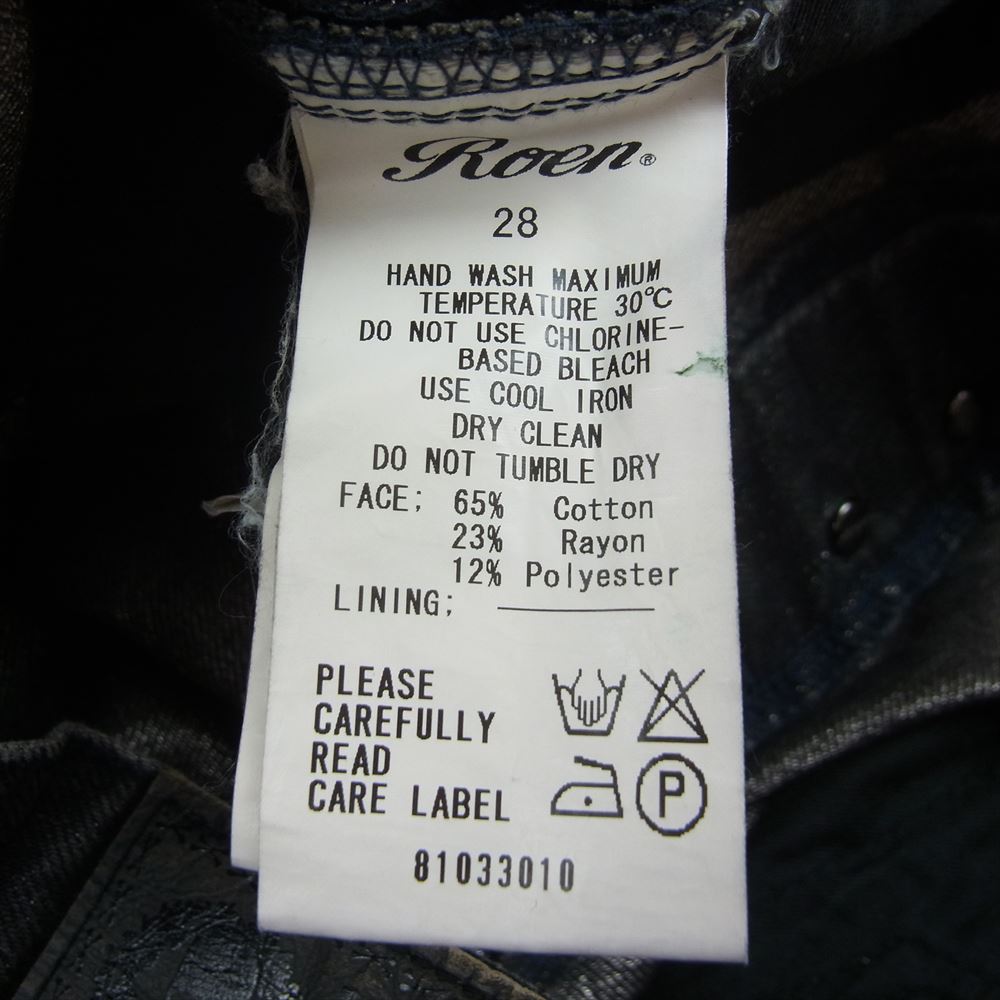 Roen®
28
HAND WASH MAXIMUM
TEMPERATURE 30℃
DO NOT USE CHLORINE-
BASED BLEACH
USE COOL IRON
DRY CLEAN
DO NOT TUMBLE DRY
FACE; 65% Cotton
23% Rayon
12% Polyester
LINING;
PLEASE
CAREFULLY
READ
CARE LABEL
P
81033010